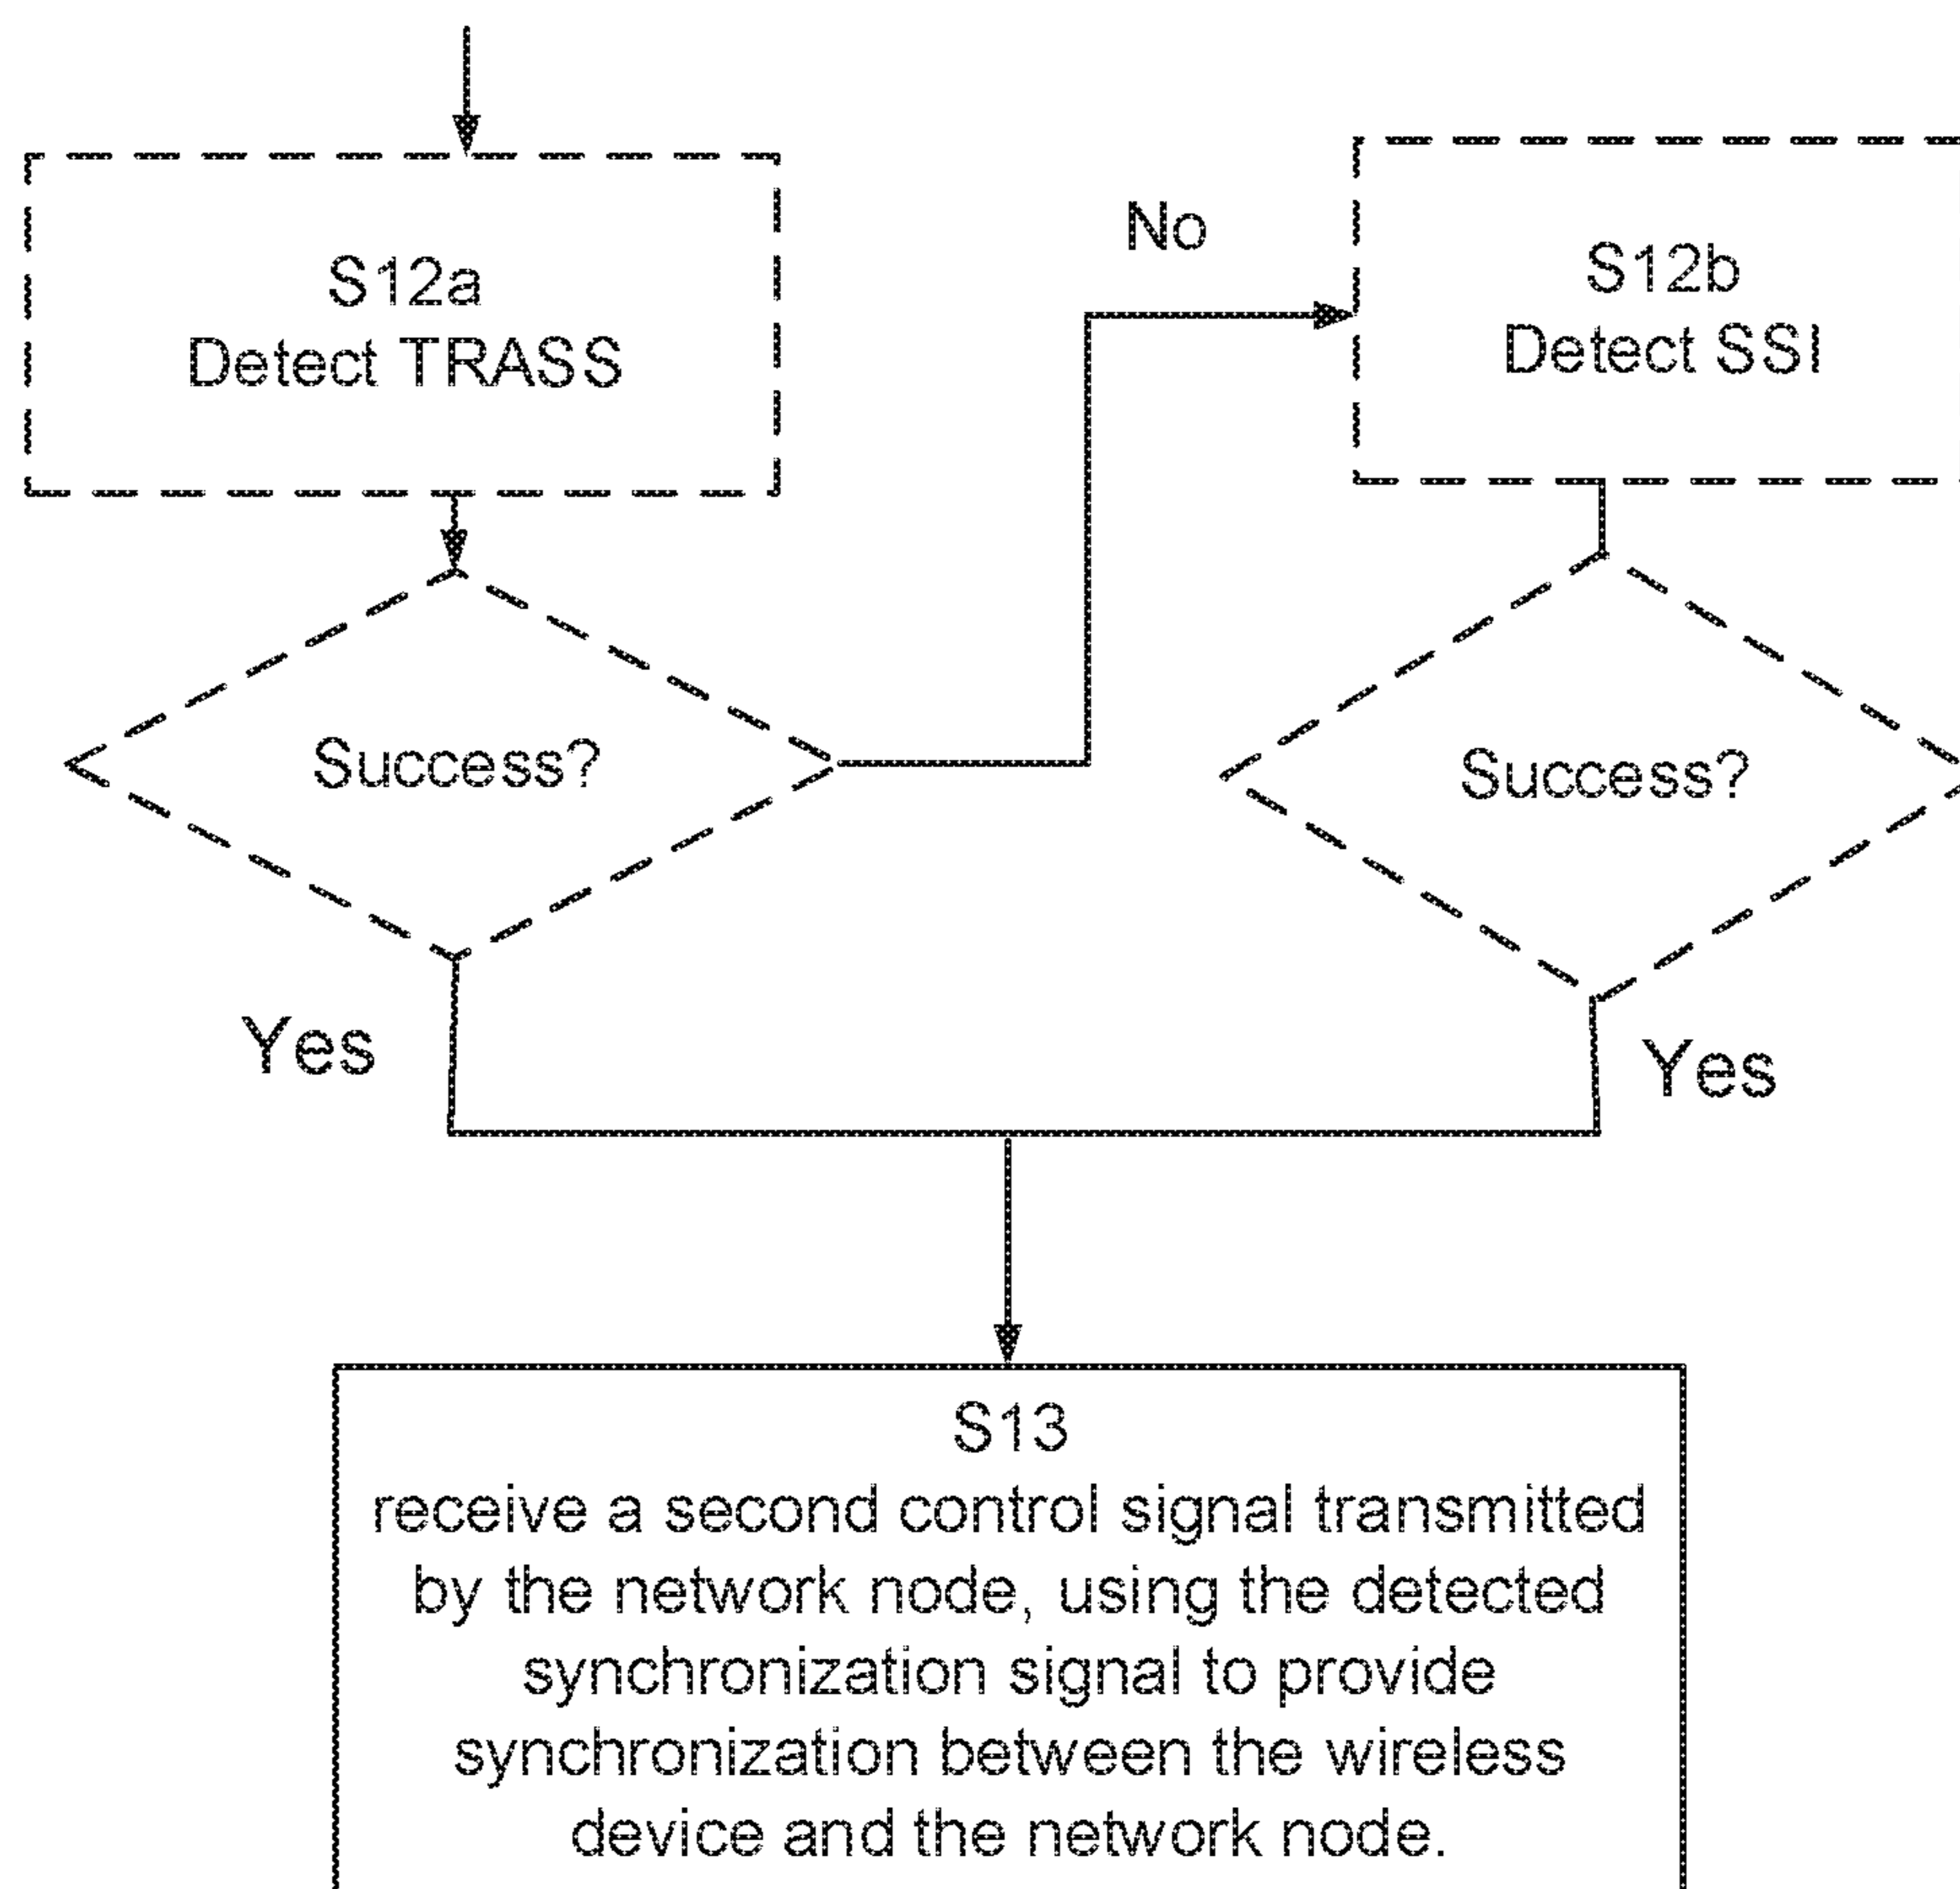 S12a
Detect TRASS
No
S12b
Detect SSI
Success?
Success?
Yes
Yes
S13
receive a second control signal transmitted
by the network node, using the detected
synchronization signal to provide
synchronization between the wireless
device and the network node.